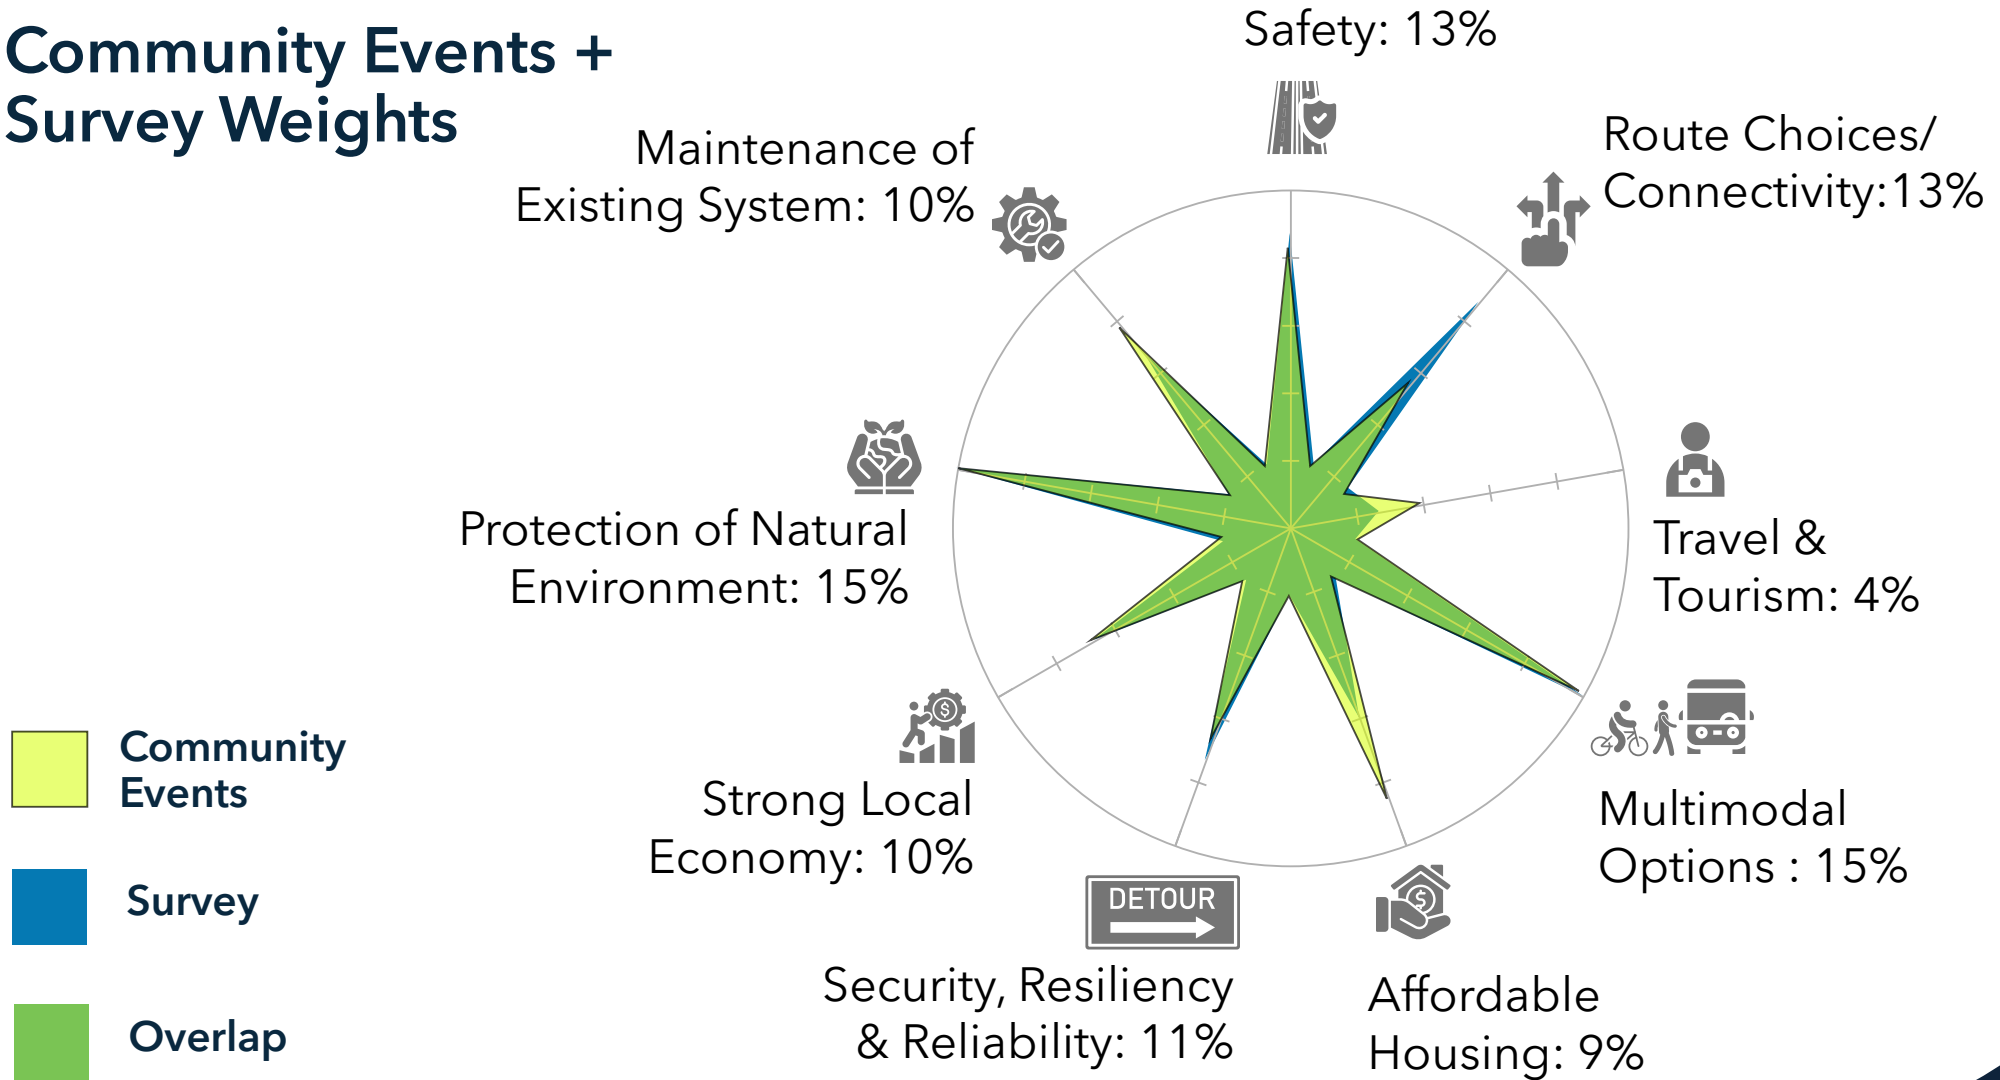 Community Events +
Survey Weights
Safety: 13%
Route Choices/
Connectivity:13%
Travel &
Tourism: 4%
Multimodal
Options : 15%
Affordable
Housing: 9%
DETOUR
Security, Resiliency
& Reliability: 11%
Strong Local
Economy: 10%
Protection of Natural
Environment: 15%
Maintenance of
Existing System: 10%
Community
Events
Survey
Overlap